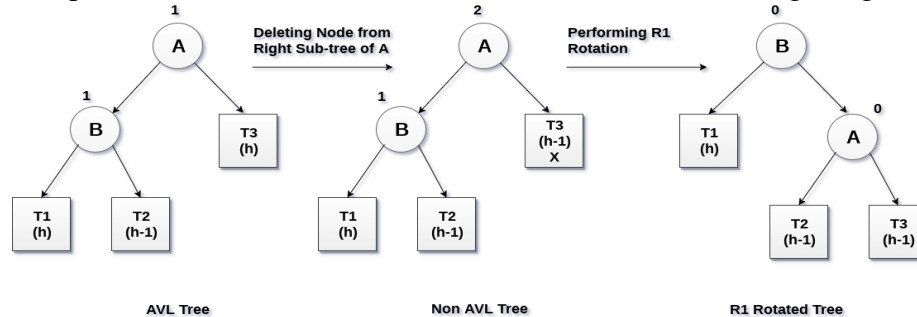 1
A
1
B
T3
(h)
T1
(h)
T2
(h-1)
AVL Tree
Deleting Node from
Right Sub-tree of A
2
A
1
B
T3
(h-1)
X
T1
(h)
T2
(h-1)
Non AVL Tree
Performing R1
Rotation
0
B
T1
(h)
0
A
T2
(h-1)
T3
(h-1)
R1 Rotated Tree